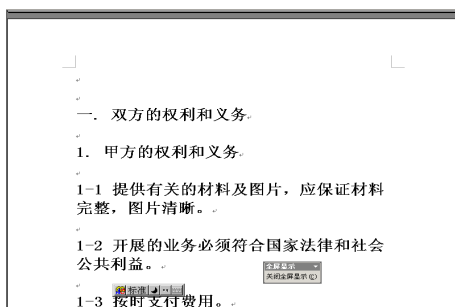 一. 双方的权利和义务
1. 甲方的权利和义务
1-1 提供有关的材料及图片，应保证材料
完整，图片清晰。
1-2 开展的业务必须符合国家法律和社会
公共利益。
全屏显示
关闭全屏显示(C)
标准
1-3 按时支付费用。